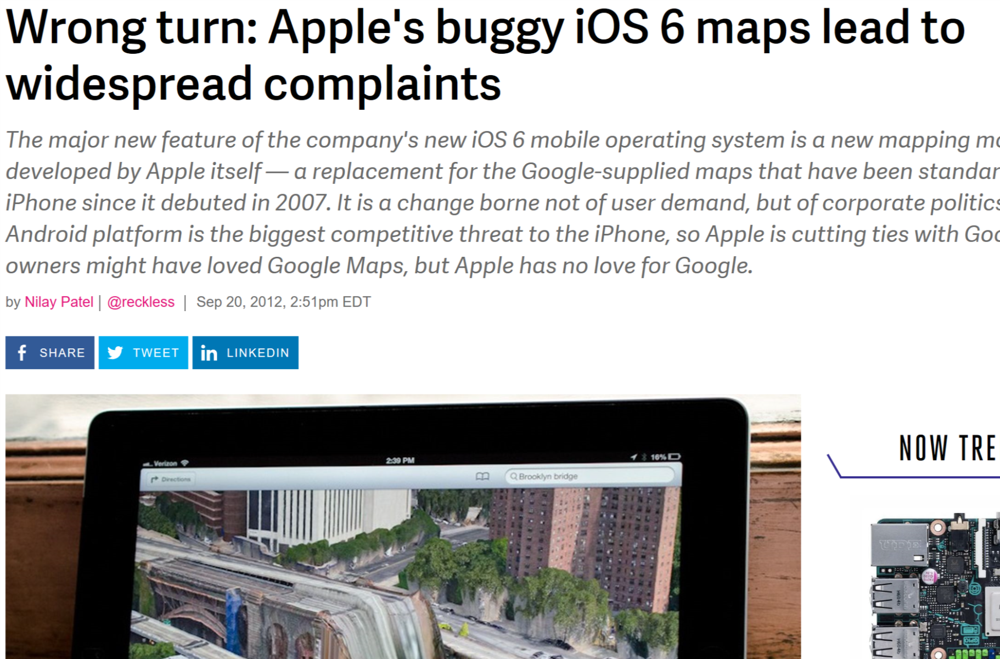 Wrong turn: Apple's buggy iOS 6 maps lead to
widespread complaints
The major new feature of the company's new iOS 6 mobile operating system is a new mapping
developed by Apple itself — a replacement for the Google-supplied maps that have been
iPhone since it debuted in 2007. It is a change borne not of user demand, but of corporate politics
Android platform is the biggest competitive threat to the iPhone, so Apple is cutting ties with
owners might have loved Google Maps, but Apple has no love for Google.
by Nilay Patel | @reckless | Sep 20, 2012, 2:51pm EDT
SHARE TWEET in LINKEDIN
Verizon 2:39 PM 16%
Directions Brooklyn bridge
NOW TRE
UDE
GPIO